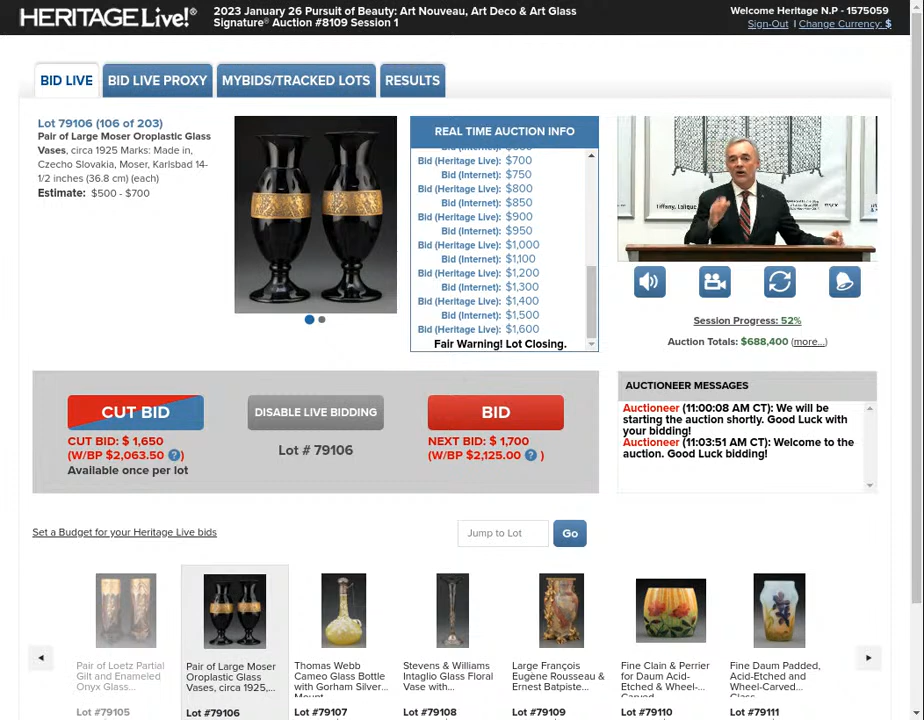 HERITAGE Live!®
2023 January 26 Pursuit of Beauty: Art Nouveau, Art Deco & Art Glass
Signature® Auction #8109 Session 1
Welcome Heritage N.P - 1575059
Sign-Out | Change Currency: $
BID LIVE
BID LIVE PROXY
MYBIDS/TRACKED LOTS
RESULTS
Lot 79106 (106 of 203)
Pair of Large Moser Oroplastic Glass
Vases, circa 1925 Marks: Made in,
Czecho Slovakia, Moser, Karlsbad 14-
1/2 inches (36.8 cm) (each)
Estimate: $500 - $700
REAL TIME AUCTION INFO
Bid (Heritage Live): $700
Bid (Internet): $750
Bid (Heritage Live): $800
Bid (Internet): $850
Bid (Heritage Live): $900
Bid (Internet): $950
Bid (Heritage Live): $1,000
Bid (Internet): $1,100
Bid (Heritage Live): $1,200
Bid (Internet): $1,300
Bid (Heritage Live): $1,400
Bid (Internet): $1,500
Bid (Heritage Live): $1,600
Fair Warning! Lot Closing.
Tiffany, Lalique
Session Progress: 52%
Auction Totals: $688,400 (more...)
CUT BID
CUT BID: $ 1,650
(W/BP $2,063.50 ? )
Available once per lot
DISABLE LIVE BIDDING
Lot # 79106
BID
NEXT BID: $ 1,700
(W/BP $2,125.00 ? )
AUCTIONEER MESSAGES
Auctioneer (11:00:08 AM CT): We will be
starting the auction shortly. Good Luck with
your bidding!
Auctioneer (11:03:51 AM CT): Welcome to the
auction. Good Luck bidding!
Set a Budget for your Heritage Live bids
Jump to Lot
Go
Pair of Loetz Partial
Gilt and Enameled
Onyx Glass...
Lot #79105
Pair of Large Moser
Oroplastic Glass
Vases, circa 1925,...
Lot #79106
Thomas Webb
Cameo Glass Bottle
with Gorham Silver...
Mount
Lot #79107
Stevens & Williams
Intaglio Glass Floral
Vase with...
Lot #79108
Large François
Eugène Rousseau &
Ernest Batpiste...
Lot #79109
Fine Clain & Perrier
for Daum Acid-
Etched & Wheel-
Carved
Lot #79110
Fine Daum Padded,
Acid-Etched and
Wheel-Carved
Glass
Lot #79111